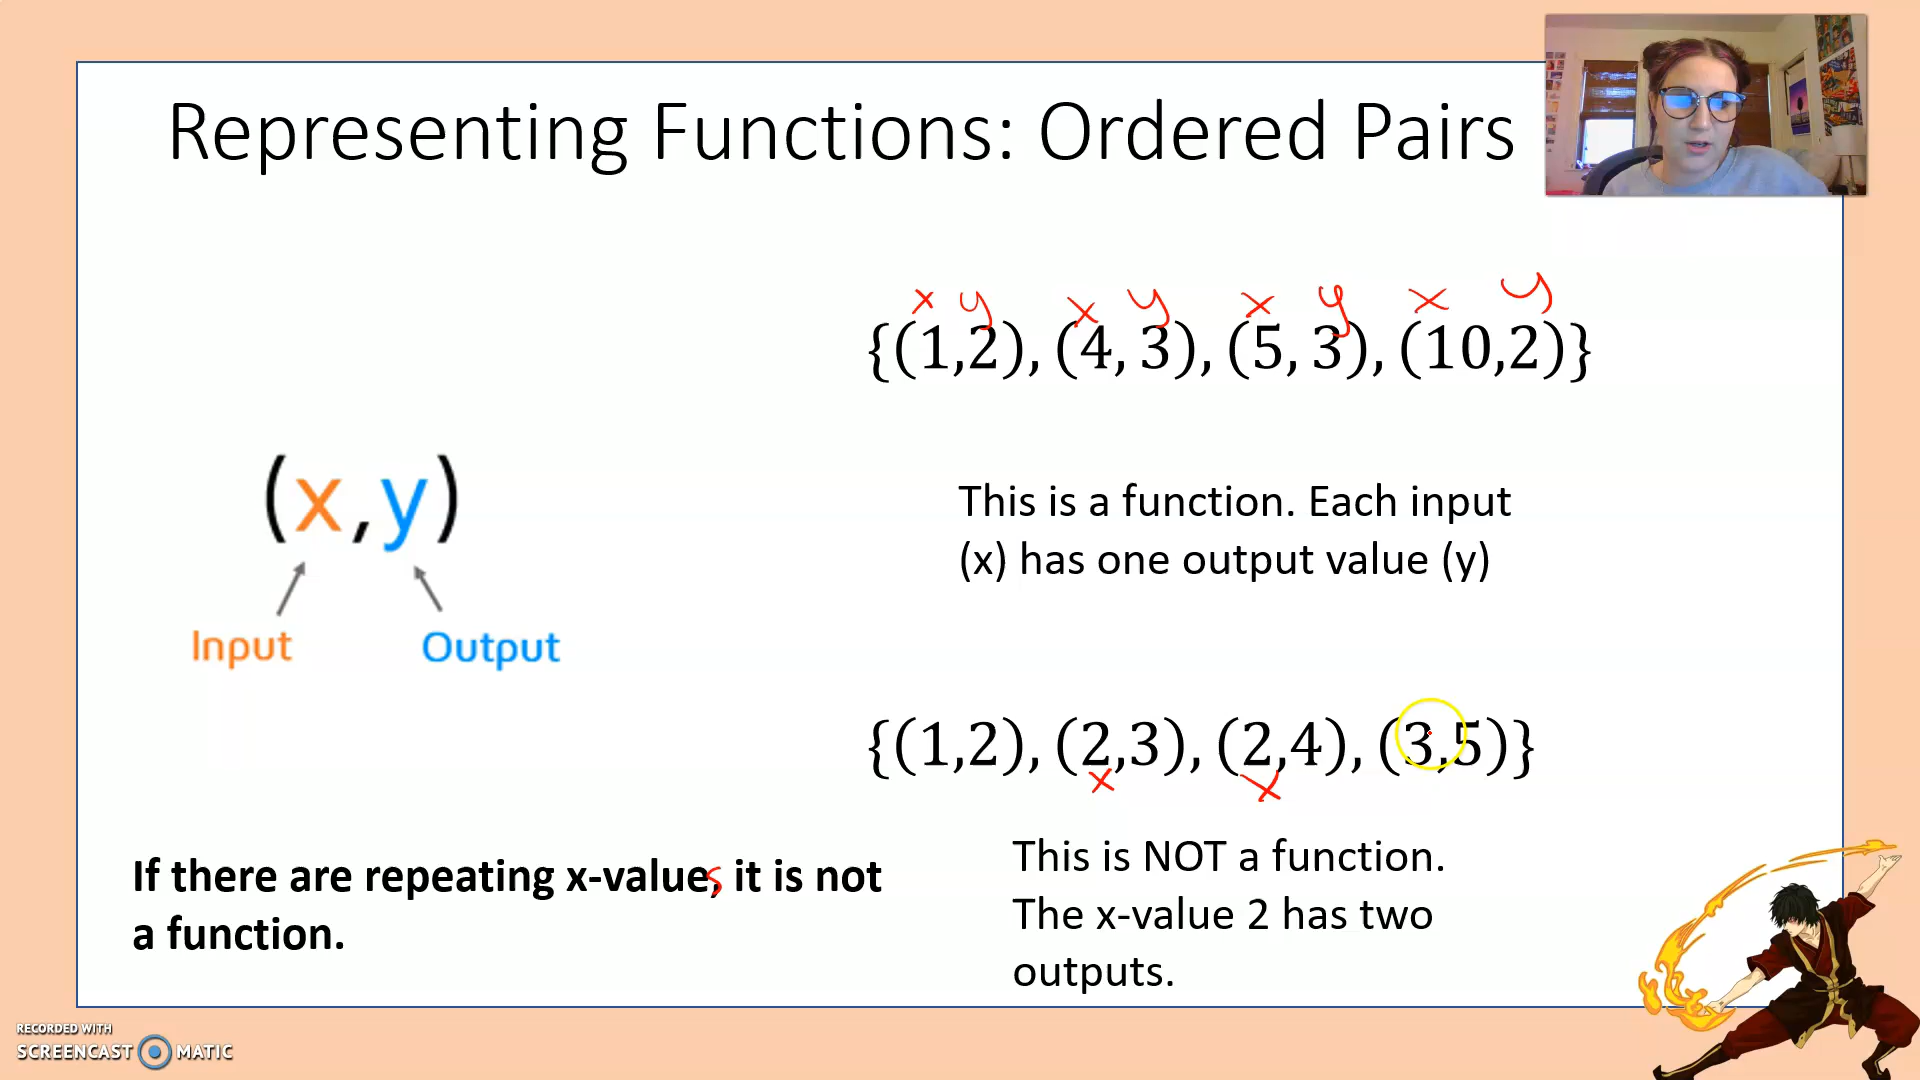 Representing Functions: Ordered Pairs
x y x y x y x y
{(1,2), (4, 3), (5, 3), (10,2)}
(x,y)
Input Output
This is a function. Each input
(x) has one output value (y)
{(1,2), (2,3), (2,4), (3,5)}
x x
If there are repeating x-values it is not
a function.
This is NOT a function.
The x-value 2 has two
outputs.
RECORDED WITH
SCREENCAST MATIC